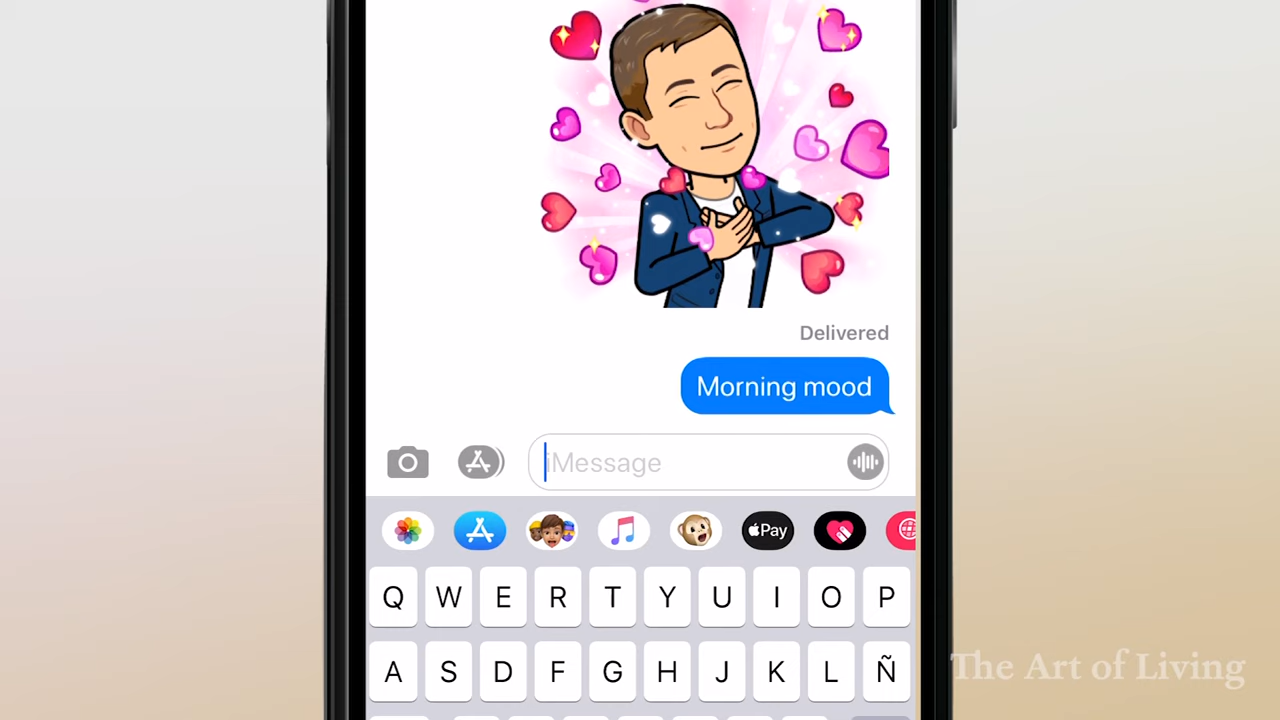 Delivered
Morning mood
iMessage
Pay
Q W E R T Y U I O P
A S D F G H J K L Ñ
The Art of Living